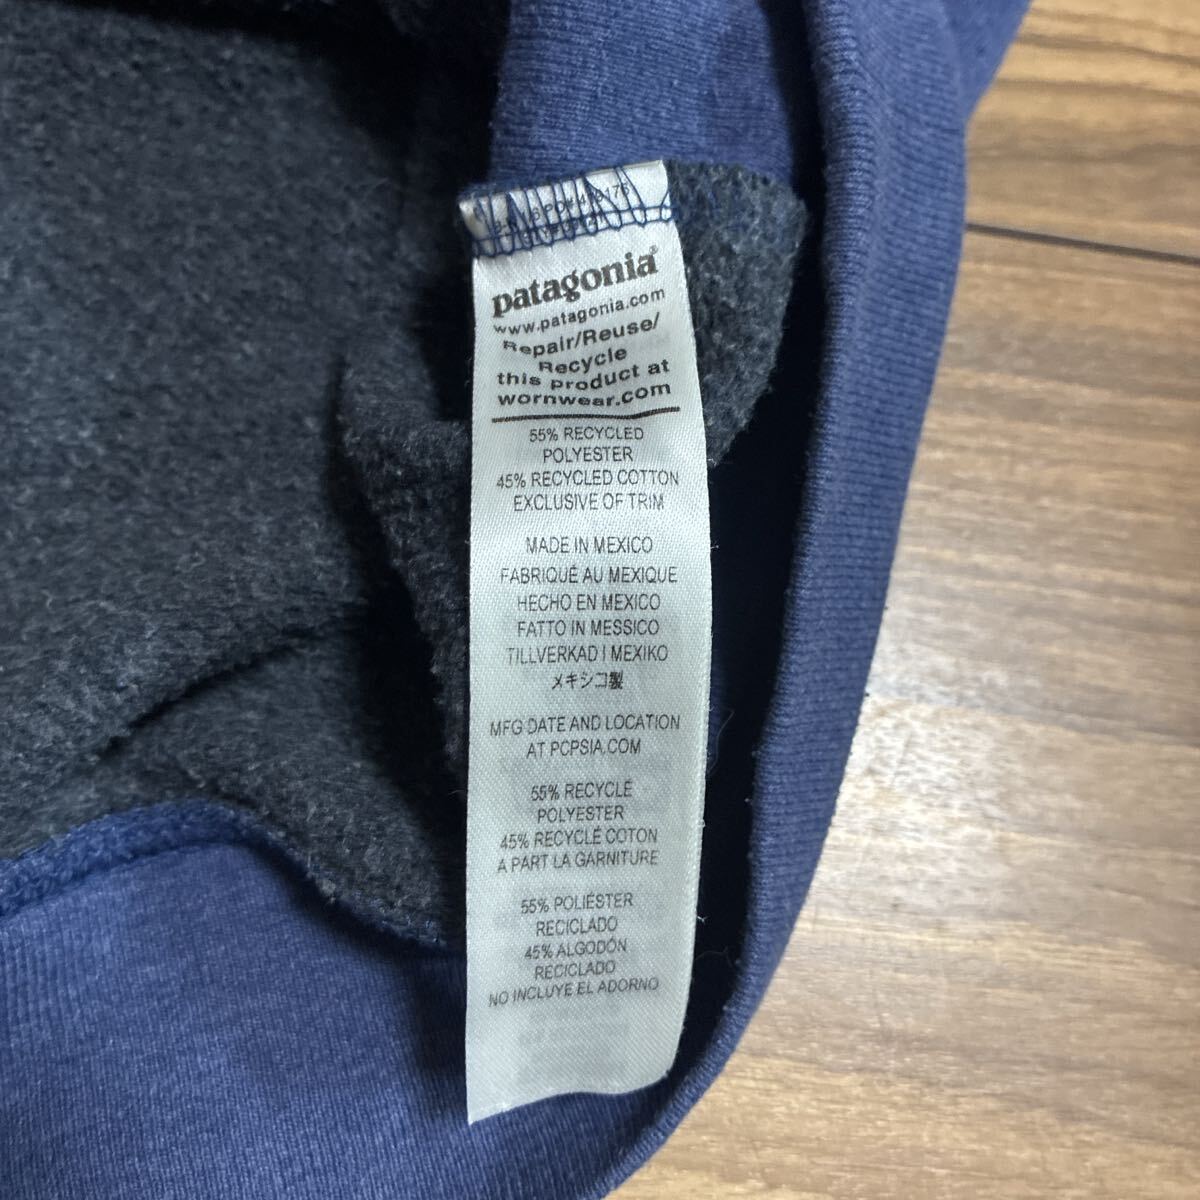 patagonia®
www.patagonia.com
Repair/Reuse/
Recycle
this product at
wornwear.com
55% RECYCLED
POLYESTER
45% RECYCLED COTTON
EXCLUSIVE OF TRIM
MADE IN MEXICO
FABRIQUÉ AU MEXIQUE
HECHO EN MEXICO
FATTO IN MESSICO
TILLVERKAD I MEXIKO
メキシコ製
MFG DATE AND LOCATION
AT PCPSIA.COM
55% RECYCLÉ
POLYESTER
45% RECYCLÉ COTON
A PART LA GARNITURE
55% POLIÉSTER
RECICLADO
45% ALGODÓN
RECICLADO
NO INCLUYE EL ADORNO